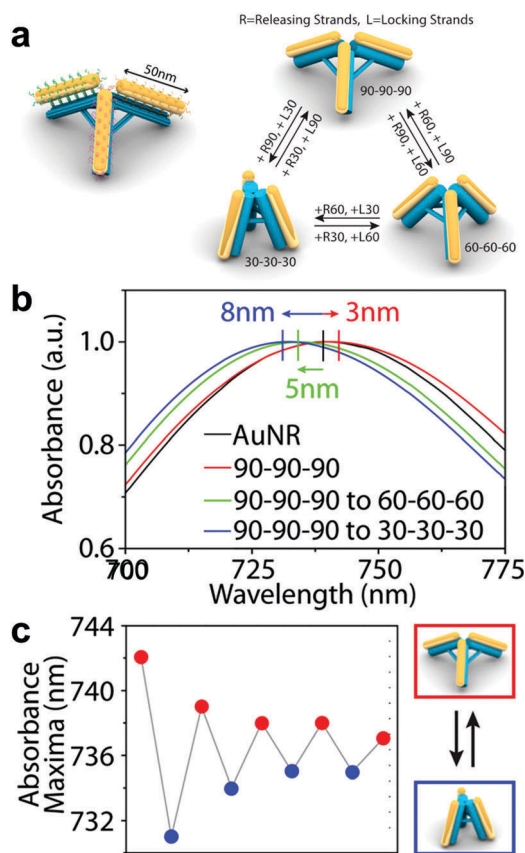 a
R=Releasing Strands, L=Locking Strands
50nm
90-90-90
+ R90, + L30
+ R30, + L90
+ R60, + L90
+ R90, + L60
+R60, +L30
+R30, +L60
30-30-30
60-60-60
b
8nm
3nm
5nm
AuNR
90-90-90
90-90-90 to 60-60-60
90-90-90 to 30-30-30
Absorbance (a.u.)
1.0
0.8
0.6
700
725
750
775
Wavelength (nm)
c
Absorbance
Maxima (nm)
744
740
736
732